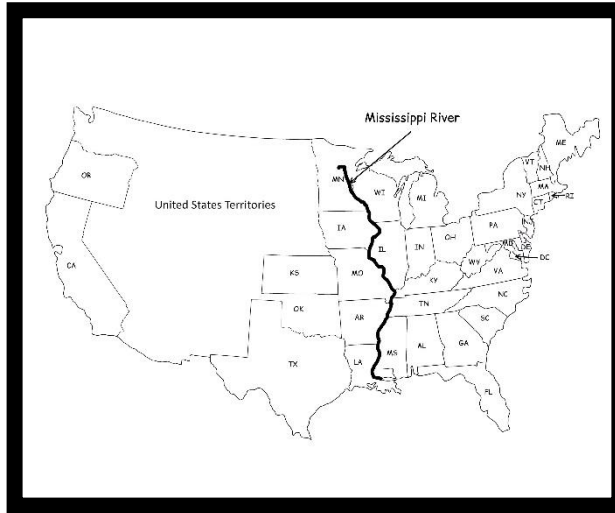 Mississippi River
ME
VT
NH
OR
MN
WI
MI
NY
MA
RI
CT
United States Territories
IA
PA
NJ
IL
IN
OH
MD
DE
DC
CA
KS
MO
WV
VA
KY
OK
AR
TN
NC
SC
TX
LA
MS
AL
GA
FL